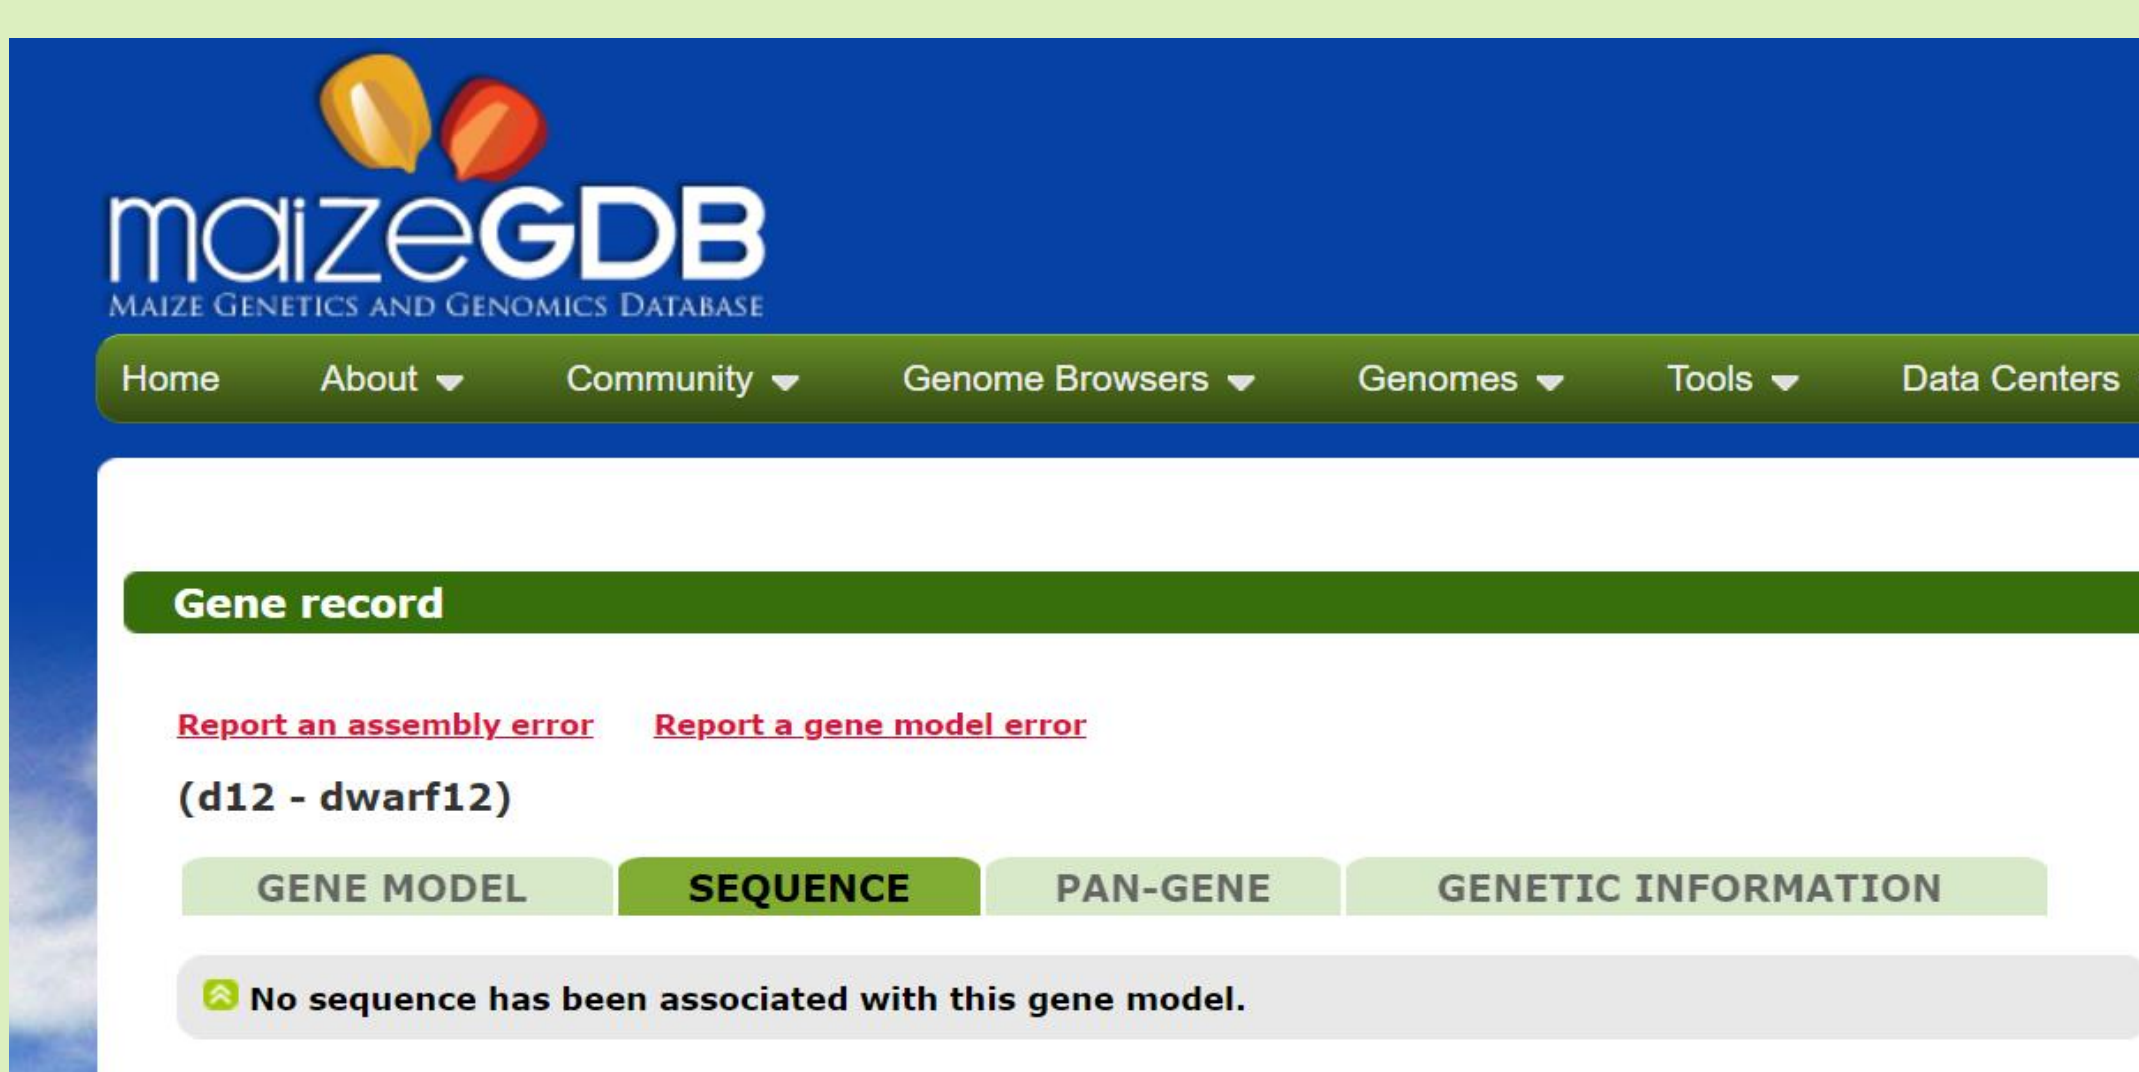 maizeGDB
MAIZE GENETICS AND GENOMICS DATABASE
Home About Community Genome Browsers Genomes Tools Data Centers
Gene record
Report an assembly error Report a gene model error
(d12 - dwarf12)
GENE MODEL SEQUENCE PAN-GENE GENETIC INFORMATION
No sequence has been associated with this gene model.